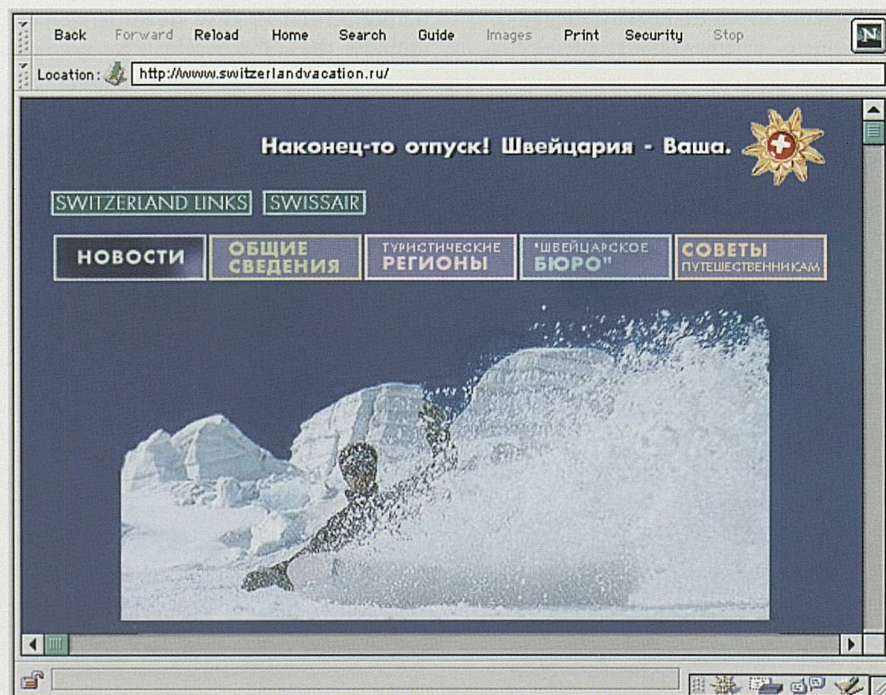 Back Forward Reload Home Search Guide Images Print Security Stop
N
Location: http://www.switzerlandvacation.ru/
Наконец-то отпуск! Швейцария - Ваша.
SWITZERLAND LINKS SWISSAIR
НОВОСТИ
ОБЩИЕ
СВЕДЕНИЯ
ТУРИСТИЧЕСКИЕ
РЕГИОНЫ
"ШВЕЙЦАРСКОЕ
БЮРО"
СОВЕТЫ
ПУТЕШЕСТВЕННИКАМ